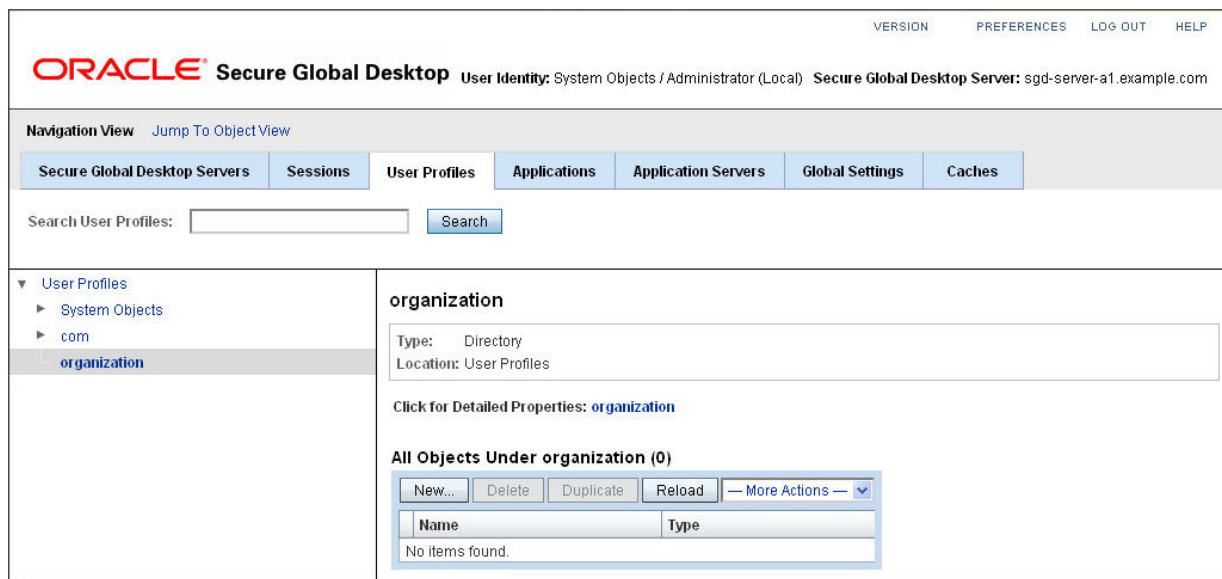 VERSION PREFERENCES LOG OUT HELP
ORACLE® Secure Global Desktop User Identity: System Objects / Administrator (Local) Secure Global Desktop Server: sgd-server-a1.example.com
Navigation View Jump To Object View
Secure Global Desktop Servers Sessions User Profiles Applications Application Servers Global Settings Caches
Search User Profiles: Search
User Profiles
System Objects
com
organization
organization
Type: Directory
Location: User Profiles
Click for Detailed Properties: organization
All Objects Under organization (0)
New... Delete Duplicate Reload — More Actions —
Name Type
No items found.